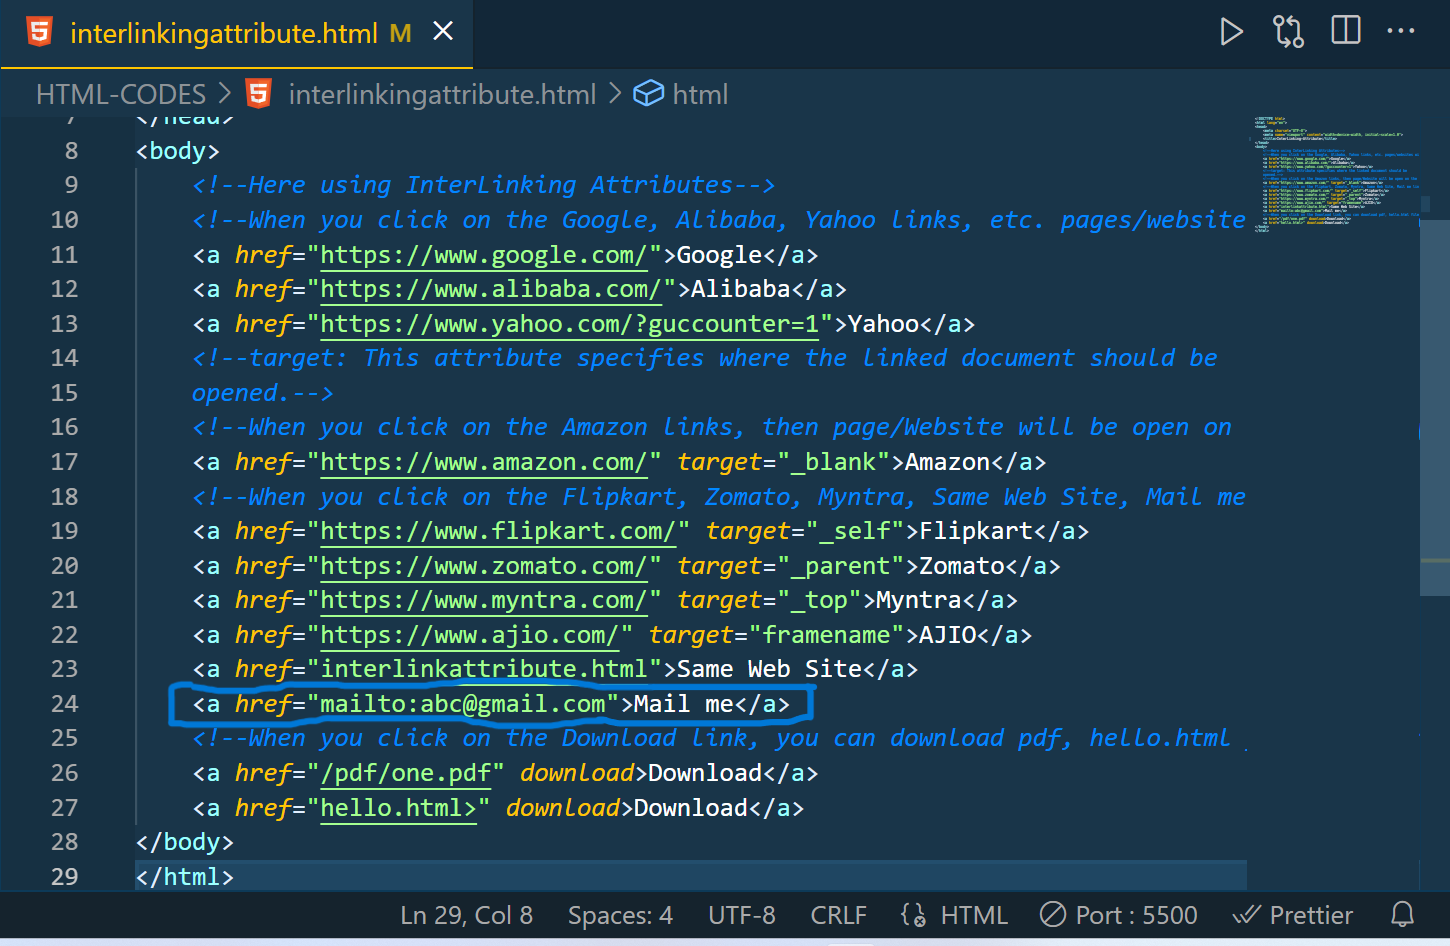 interlinkingattribute.html M
HTML-CODES > interlinkingattribute.html > html
7 </head>
8 <body>
9 <!--Here using InterLinking Attributes-->
10 <!--When you click on the Google, Alibaba, Yahoo links, etc. pages/website
11 <a href="https://www.google.com/">Google</a>
12 <a href="https://www.alibaba.com/">Alibaba</a>
13 <a href="https://www.yahoo.com/?guccounter=1">Yahoo</a>
14 <!--target: This attribute specifies where the linked document should be
15 opened.-->
16 <!--When you click on the Amazon links, then page/Website will be open on
17 <a href="https://www.amazon.com/" target="_blank">Amazon</a>
18 <!--When you click on the Flipkart, Zomato, Myntra, Same Web Site, Mail me
19 <a href="https://www.flipkart.com/" target="_self">Flipkart</a>
20 <a href="https://www.zomato.com/" target="_parent">Zomato</a>
21 <a href="https://www.myntra.com/" target="_top">Myntra</a>
22 <a href="https://www.ajio.com/" target="framename">AJIO</a>
23 <a href="interlinkattribute.html">Same Web Site</a>
24 <a href="mailto:abc@gmail.com">Mail me</a>
25 <!--When you click on the Download link, you can download pdf, hello.html
26 <a href="/pdf/one.pdf" download>Download</a>
27 <a href="hello.html>" download>Download</a>
28 </body>
29 </html>
Ln 29, Col 8 Spaces: 4 UTF-8 CRLF HTML Port : 5500 Prettier